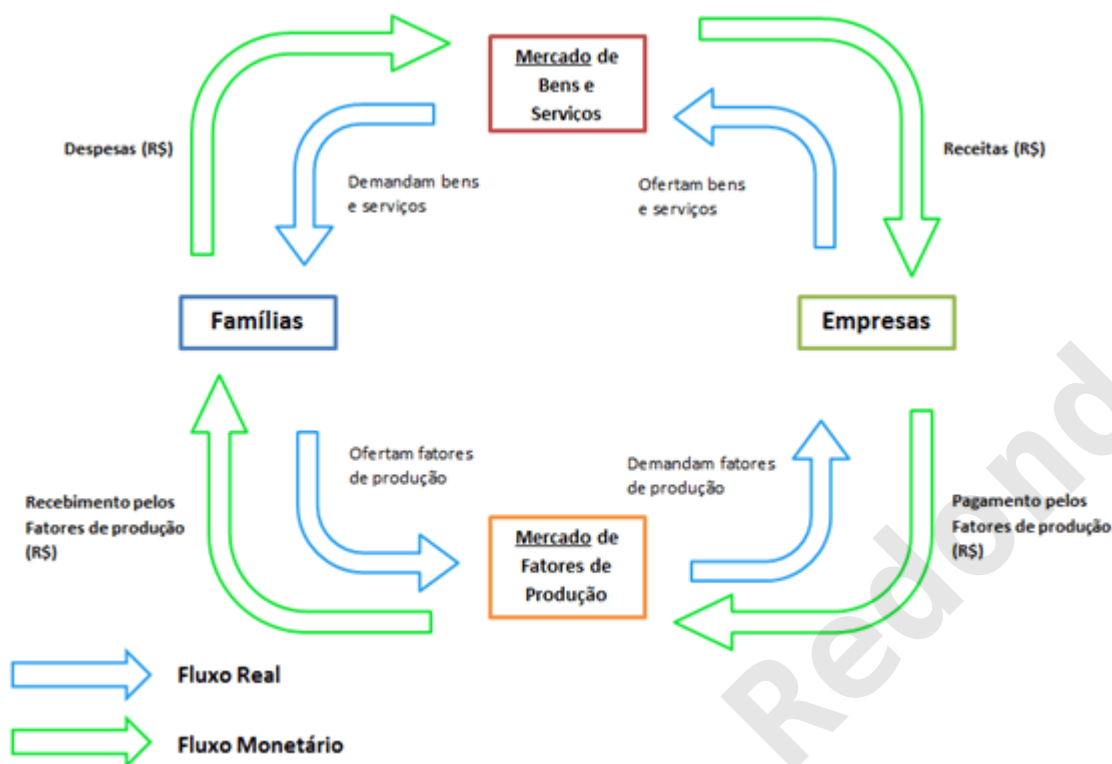 Mercado de
Bens e
Serviços
Despesas (R$)
Receitas (R$)
Demandam bens
e serviços
Ofertam bens
e serviços
Famílias
Empresas
Ofertam fatores
de produção
Demandam fatores
de produção
Recebimento pelos
Fatores de produção
(R$)
Mercado de
Fatores de
Produção
Pagamento pelos
Fatores de produção
(R$)
Fluxo Real
Fluxo Monetário
Redond